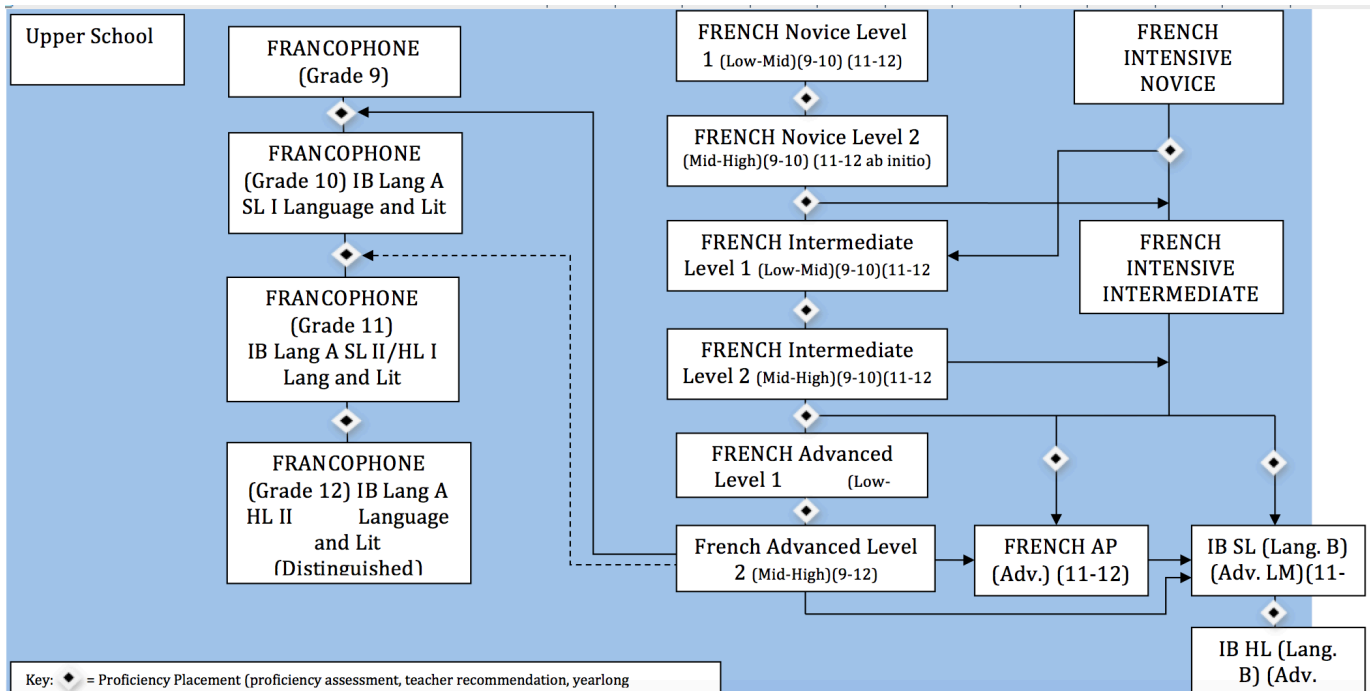 Upper School
FRANCOPHONE
(Grade 9)
FRANCOPHONE
(Grade 10) IB Lang A
SL I Language and Lit
FRANCOPHONE
(Grade 11)
IB Lang A SL II/HL I
Lang and Lit
FRANCOPHONE
(Grade 12) IB Lang A
HL II Language
and Lit
(Distinguished)
FRENCH Novice Level
1 (Low-Mid)(9-10) (11-12)
FRENCH Novice Level 2
(Mid-High)(9-10) (11-12 ab initio)
FRENCH Intermediate
Level 1 (Low-Mid)(9-10)(11-12
FRENCH Intermediate
Level 2 (Mid-High)(9-10)(11-12
FRENCH Advanced
Level 1 (Low-
French Advanced Level
2 (Mid-High)(9-12)
FRENCH
INTENSIVE
NOVICE
FRENCH
INTENSIVE
INTERMEDIATE
FRENCH AP
(Adv.) (11-12)
IB SL (Lang. B)
(Adv. LM)(11-
IB HL (Lang.
B) (Adv.
Key: = Proficiency Placement (proficiency assessment, teacher recommendation, yearlong